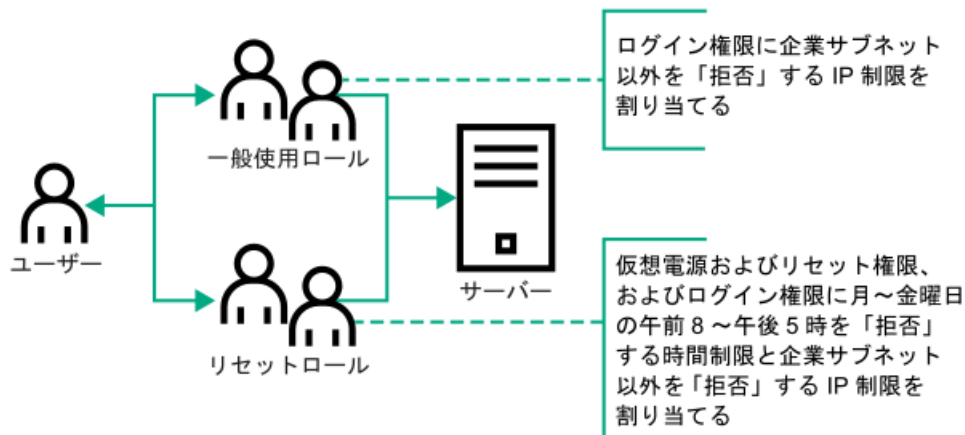 ログイン権限に企業サブネット
以外を「拒否」する IP 制限を
割り当てる
一般使用ロール
ユーザー
サーバー
リセットロール
仮想電源およびリセット権限、
およびログイン権限に月～金曜日
の午前 8 ～午後 5 時を「拒否」
する時間制限と企業サブネット
以外を「拒否」する IP 制限を
割り当てる